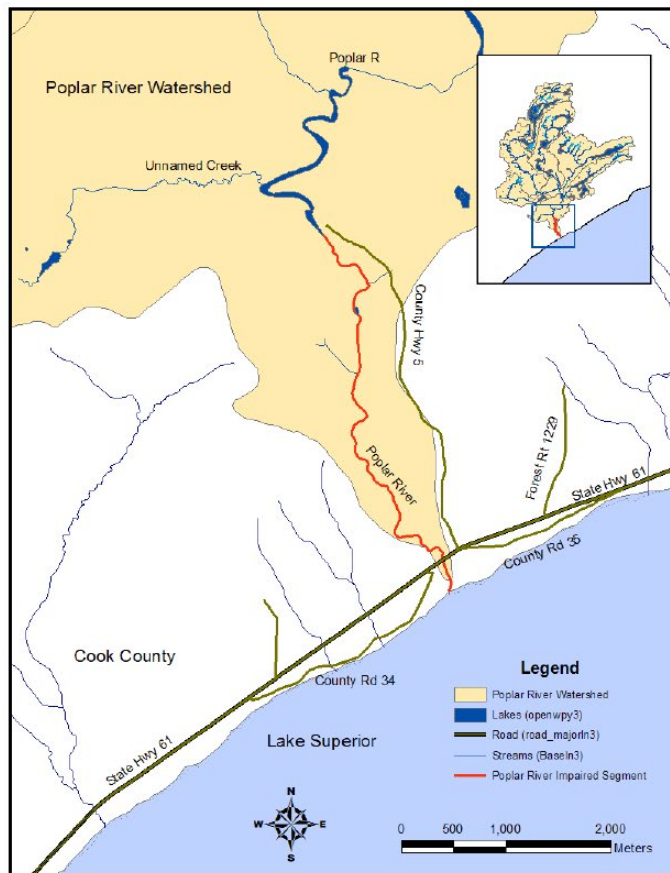 Poplar R
Poplar River Watershed
Unnamed Creek
County Hwy 5
Poplar River
Forest Rt 1229
State Hwy 61
County Rd 35
Cook County
County Rd 34
State Hwy 61
Lake Superior
Legend
Poplar River Watershed
Lakes (openwpy3)
Road (road_majorln3)
Streams (Baseln3)
Poplar River Impaired Segment
N
W E
S
0 500 1,000 2,000
Meters